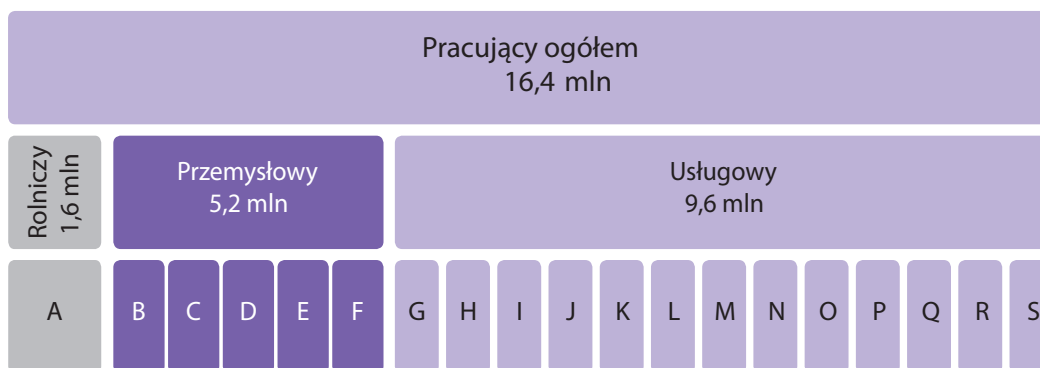 Pracujący ogółem
16,4 mln
Rolniczy
1,6 mln
Przemysłowy
5,2 mln
Usługowy
9,6 mln
A B C D E F G H I J K L M N O P Q R S